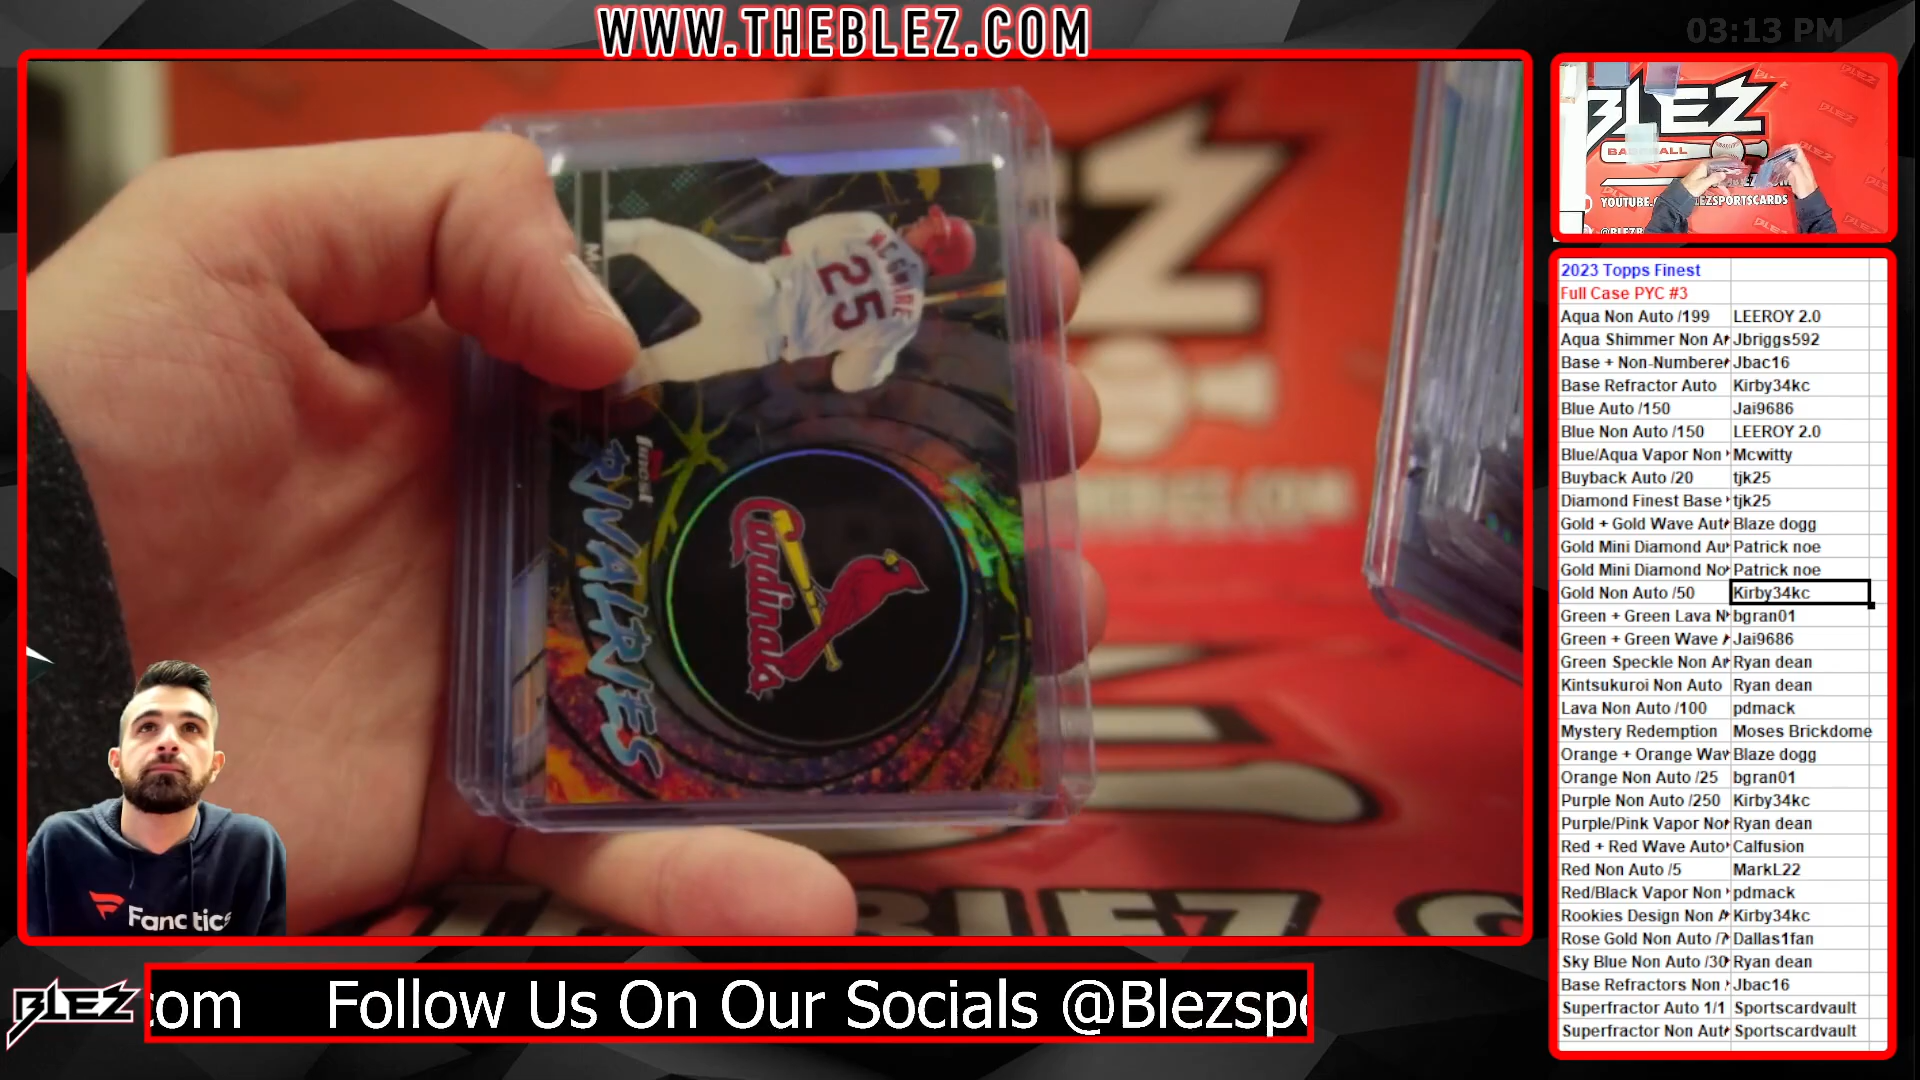 WWW.THEBLEZ.COM
03:13 PM
McGWIRE
25
Finest
RIVALRIES
Cardinals
BLEZ
BASEBALL
2023 Topps Finest
Full Case PYC #3
Aqua Non Auto /199 LEEROY 2.0
Aqua Shimmer Non A Jbriggs592
Base + Non-Numbere Jbac16
Base Refractor Auto Kirby34kc
Blue Auto /150 Jai9686
Blue Non Auto /150 LEEROY 2.0
Blue/Aqua Vapor Non Mcwitty
Buyback Auto /20 tjk25
Diamond Finest Base tjk25
Gold + Gold Wave Aut Blaze dogg
Gold Mini Diamond Au Patrick noe
Gold Mini Diamond No Patrick noe
Gold Non Auto /50 Kirby34kc
Green + Green Lava N bgran01
Green + Green Wave Jai9686
Green Speckle Non A Ryan dean
Kintsukuroi Non Auto Ryan dean
Lava Non Auto /100 pdmack
Mystery Redemption Moses Brickdome
Orange + Orange Wav Blaze dogg
Orange Non Auto /25 bgran01
Purple Non Auto /250 Kirby34kc
Purple/Pink Vapor No Ryan dean
Red + Red Wave Auto Calfusion
Red Non Auto /5 MarkL22
Red/Black Vapor Non pdmack
Rookies Design Non A Kirby34kc
Rose Gold Non Auto /7 Dallas1fan
Sky Blue Non Auto /30 Ryan dean
Base Refractors Non Jbac16
Superfractor Auto 1/1 Sportscardvault
Superfractor Non Aut Sportscardvault
Fanatics
BLEZ
com Follow Us On Our Socials @Blezspo